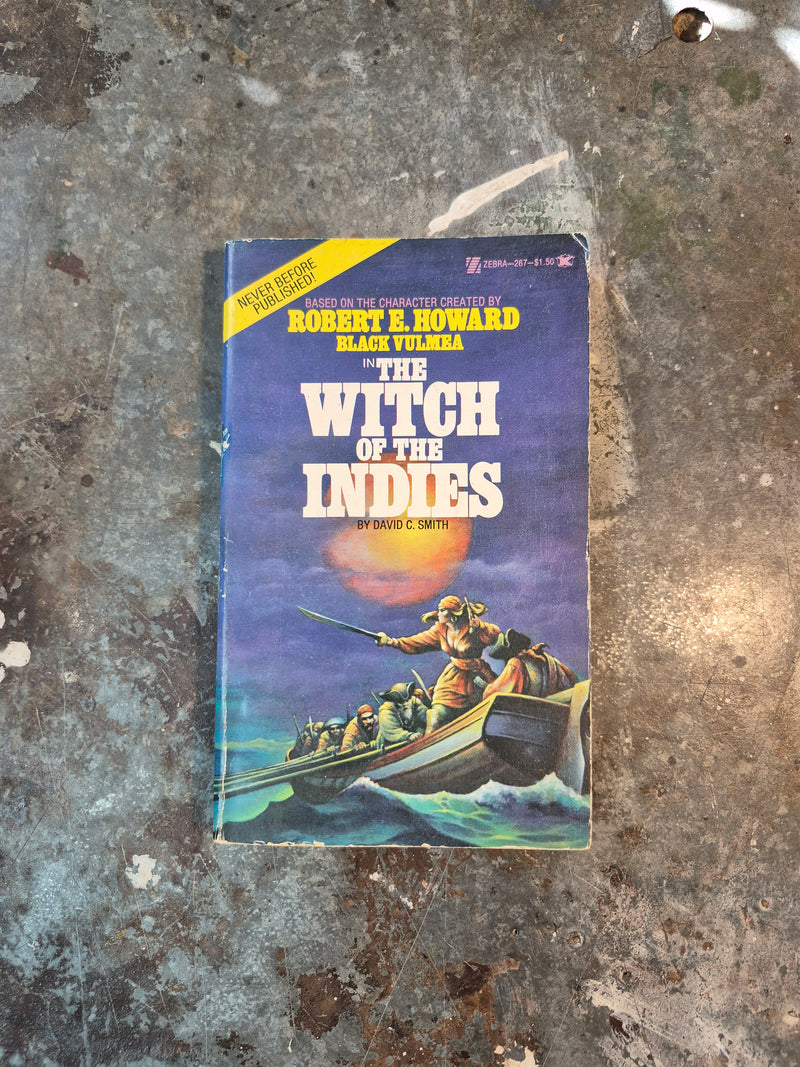 NEVER BEFORE
PUBLISHED!
ZEBRA—267—$1.50
BASED ON THE CHARACTER CREATED BY
ROBERT E. HOWARD
BLACK VULMEA
IN THE
WITCH
OF THE
INDIES
BY DAVID C. SMITH